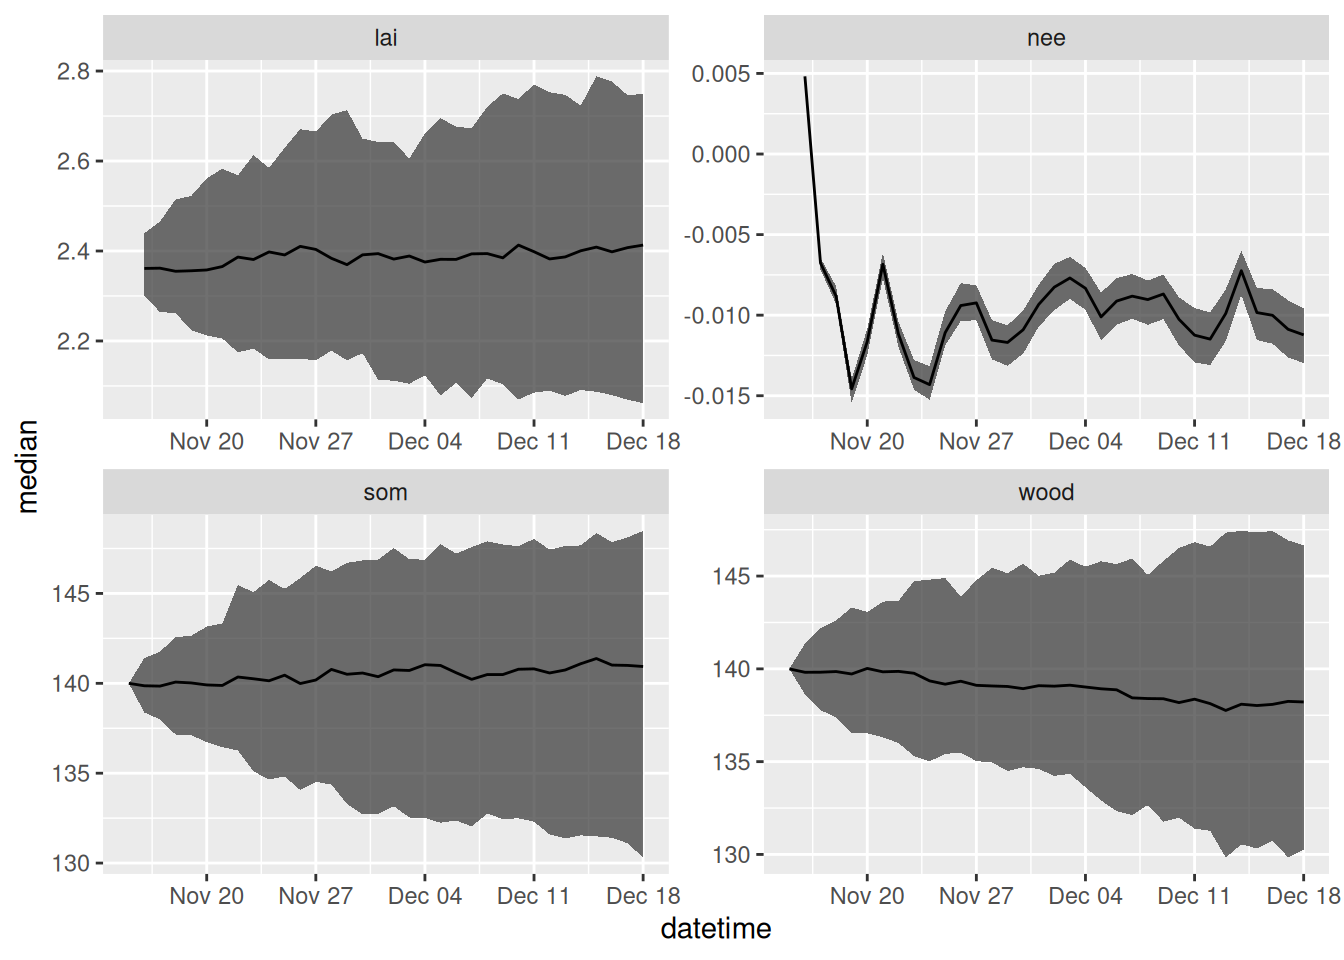 lai
nee
2.8
2.6
2.4
2.2
0.005
0.000
-0.005
-0.010
-0.015
Nov 20 Nov 27 Dec 04 Dec 11 Dec 18
Nov 20 Nov 27 Dec 04 Dec 11 Dec 18
median
som
wood
145
140
135
130
145
140
135
130
Nov 20 Nov 27 Dec 04 Dec 11 Dec 18
Nov 20 Nov 27 Dec 04 Dec 11 Dec 18
datetime